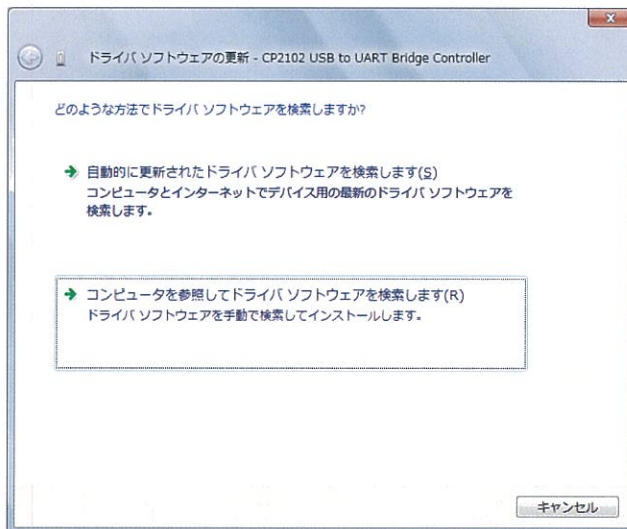 ドライバ ソフトウェアの更新 - CP2102 USB to UART Bridge Controller
どのような方法でドライバ ソフトウェアを検索しますか?
自動的に更新されたドライバ ソフトウェアを検索します(S)
コンピュータとインターネットでデバイス用の最新のドライバ ソフトウェアを
検索します。
コンピュータを参照してドライバ ソフトウェアを検索します(R)
ドライバ ソフトウェアを手動で検索してインストールします。
キャンセル